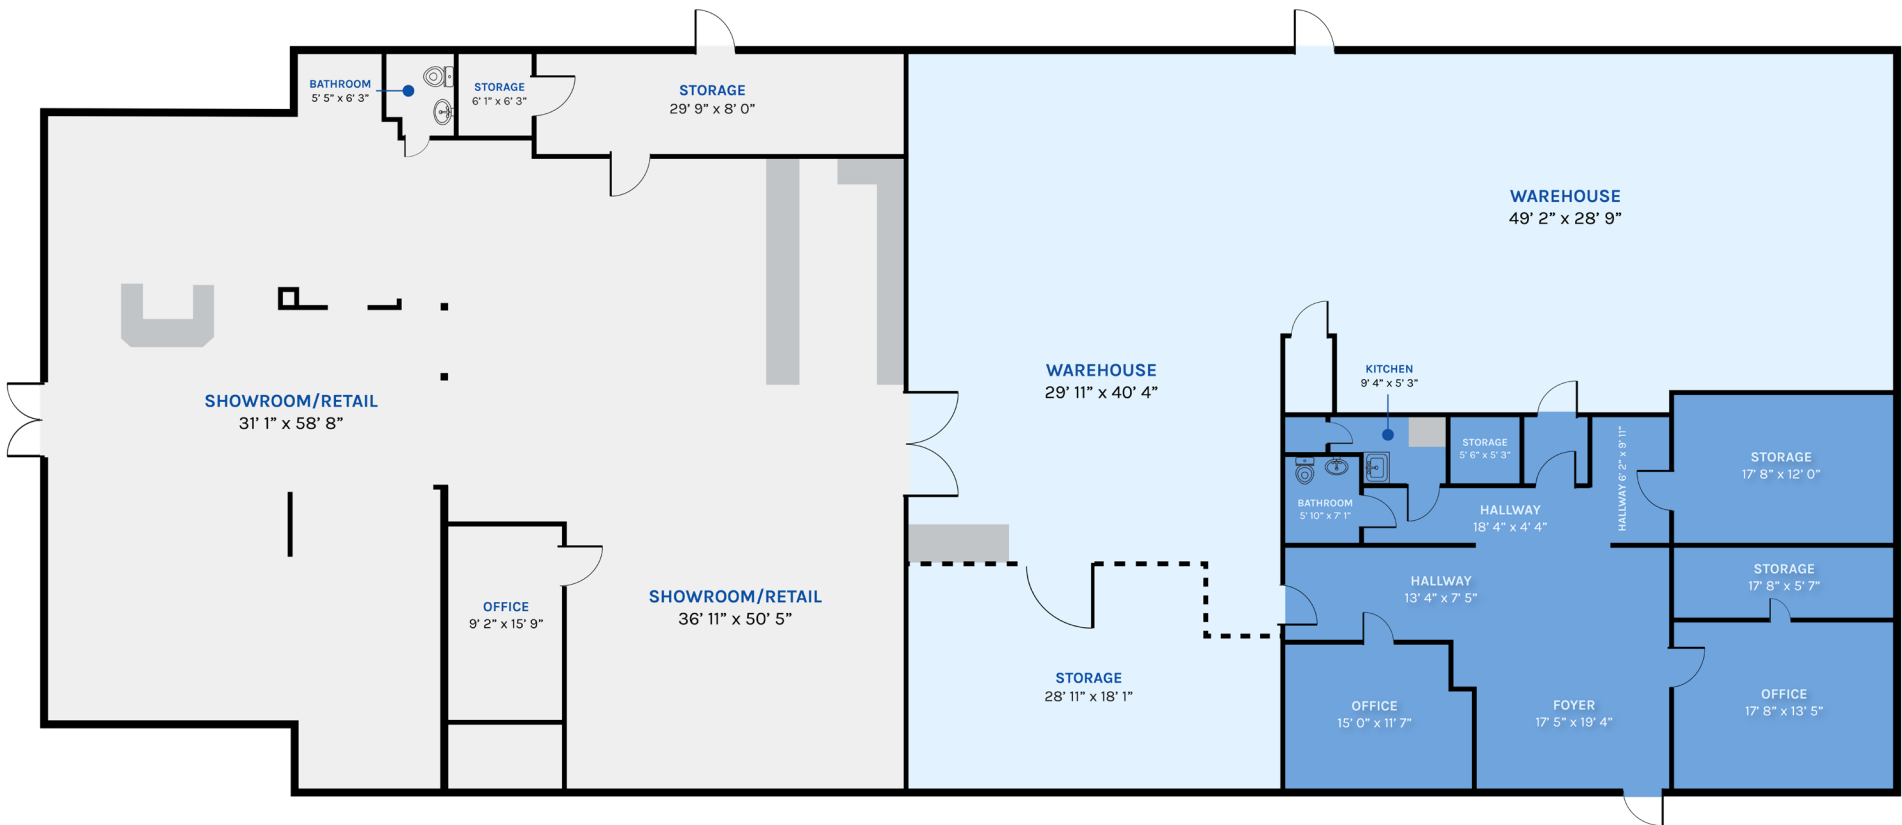 BATHROOM
5’ 5” x 6’ 3”
STORAGE
6’ 1” x 6’ 3”
STORAGE
29’ 9” x 8’ 0”
WAREHOUSE
49’ 2” x 28’ 9”
SHOWROOM/RETAIL
31’ 1” x 58’ 8”
WAREHOUSE
29’ 11” x 40’ 4”
KITCHEN
9’ 4” x 5’ 3”
STORAGE
5’ 6” x 5’ 3”
HALLWAY 6’ 2” x 9’ 11”
STORAGE
17’ 8” x 12’ 0”
BATHROOM
5’ 10” x 7’ 1”
HALLWAY
18’ 4” x 4’ 4”
OFFICE
9’ 2” x 15’ 9”
SHOWROOM/RETAIL
36’ 11” x 50’ 5”
HALLWAY
13’ 4” x 7’ 5”
STORAGE
17’ 8” x 5’ 7”
STORAGE
28’ 11” x 18’ 1”
OFFICE
15’ 0” x 11’ 7”
FOYER
17’ 5” x 19’ 4”
OFFICE
17’ 8” x 13’ 5”